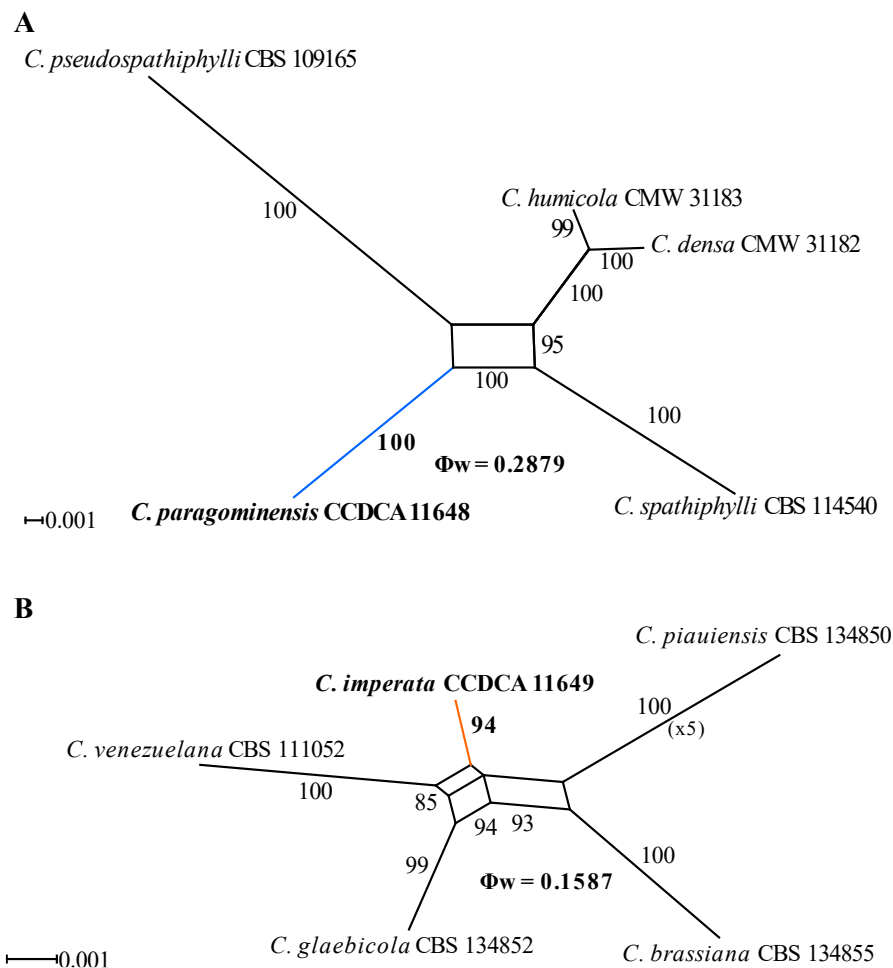 A
C. pseudospathiphylli CBS 109165
100
C. humicola CMW 31183
99
C. densa CMW 31182
100
100
95
100
100
100
Φw = 0.2879
C. spathiphylli CBS 114540
C. paragominensis CCDCA 11648
0.001
B
C. piauiensis CBS 134850
C. imperata CCDCA 11649
100
(x5)
94
C. venezuelana CBS 111052
100
85
94
93
100
99
Φw = 0.1587
C. glaebicola CBS 134852
C. brassiana CBS 134855
0.001